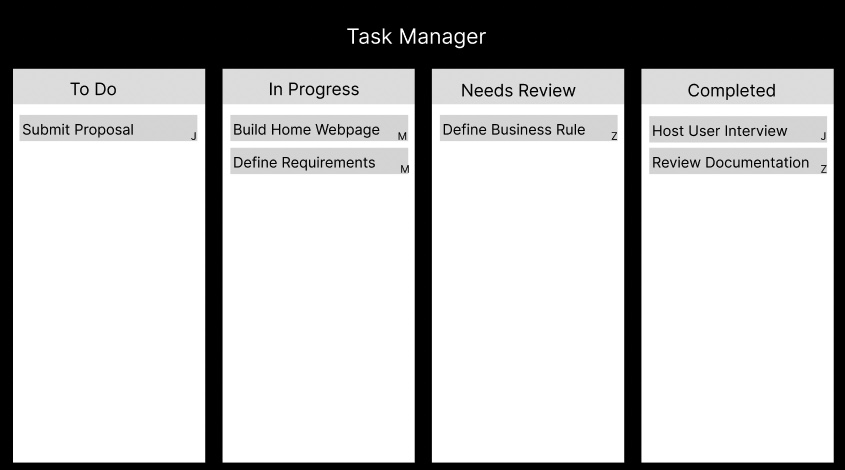 Task Manager
To Do
Submit Proposal J
In Progress
Build Home Webpage M
Define Requirements M
Needs Review
Define Business Rule Z
Completed
Host User Interview J
Review Documentation Z